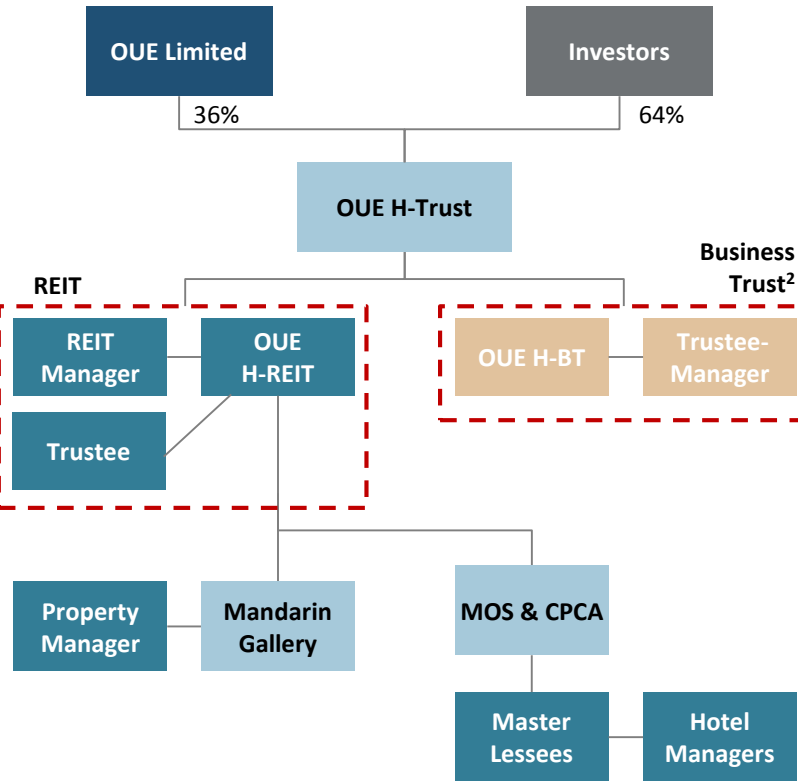 OUE Limited
Investors
36%
64%
OUE H-Trust
REIT
Business
Trust²
REIT
Manager
OUE
H-REIT
OUE H-BT
Trustee-
Manager
Trustee
Property
Manager
Mandarin
Gallery
MOS & CPCA
Master
Lessees
Hotel
Managers